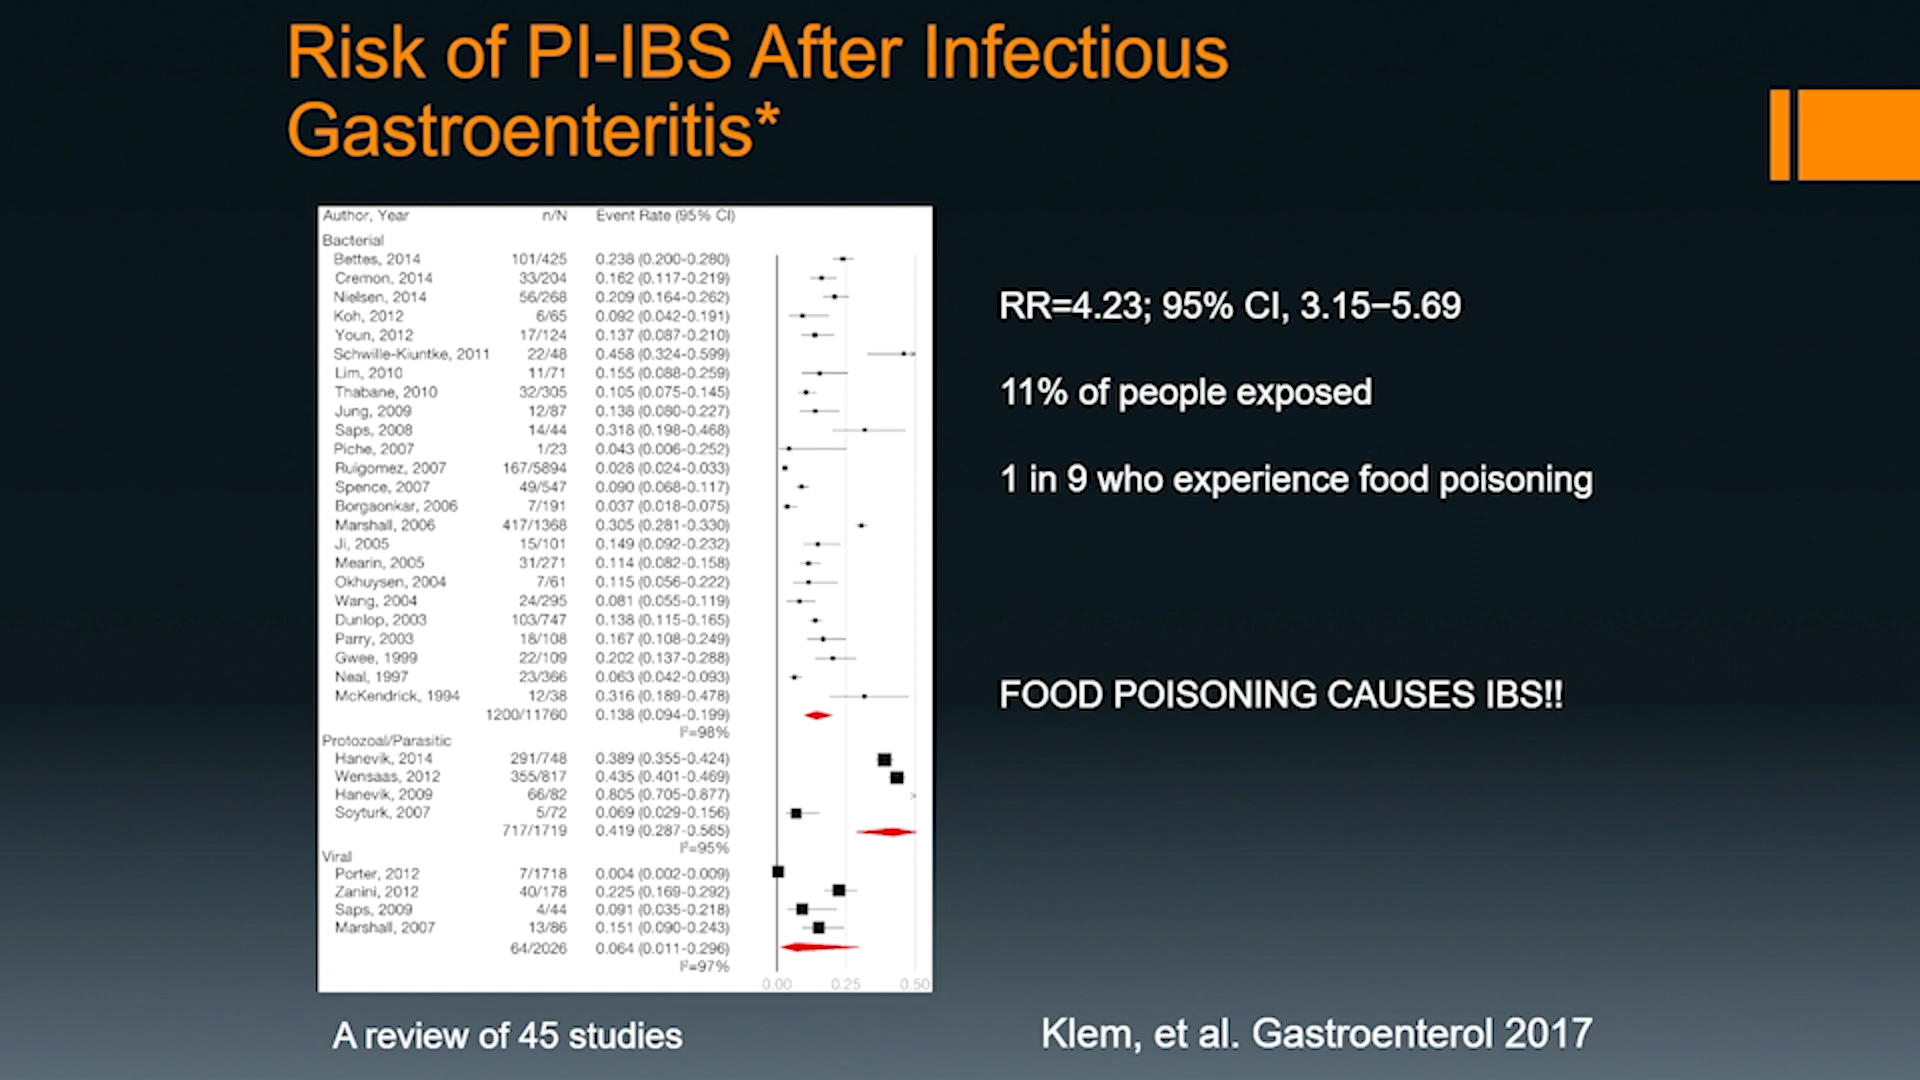 Risk of PI-IBS After Infectious
Gastroenteritis*
Author, Year n/N Event Rate (95% CI)
Bacterial
Bettes, 2014 101/425 0.238 (0.200-0.280)
Cremon, 2014 33/204 0.162 (0.117-0.219)
Nielsen, 2014 56/268 0.209 (0.164-0.262)
Koh, 2012 6/65 0.092 (0.042-0.191)
Youn, 2012 17/124 0.137 (0.087-0.210)
Schwille-Kiuntke, 2011 22/48 0.458 (0.324-0.599)
Lim, 2010 11/71 0.155 (0.088-0.259)
Thabane, 2010 32/305 0.105 (0.075-0.145)
Jung, 2009 12/87 0.138 (0.080-0.227)
Saps, 2008 14/44 0.318 (0.198-0.468)
Piche, 2007 1/23 0.043 (0.006-0.252)
Ruigomez, 2007 167/5894 0.028 (0.024-0.033)
Spence, 2007 49/547 0.090 (0.068-0.117)
Borgaonkar, 2006 7/191 0.037 (0.018-0.075)
Marshall, 2006 417/1368 0.305 (0.281-0.330)
Ji, 2005 15/101 0.149 (0.092-0.232)
Mearin, 2005 31/271 0.114 (0.082-0.158)
Okhuysen, 2004 7/61 0.115 (0.056-0.222)
Wang, 2004 24/295 0.081 (0.055-0.119)
Dunlop, 2003 103/747 0.138 (0.115-0.165)
Parry, 2003 18/108 0.167 (0.108-0.249)
Gwee, 1999 22/109 0.202 (0.137-0.288)
Neal, 1997 23/366 0.063 (0.042-0.093)
McKendrick, 1994 12/38 0.316 (0.189-0.478)
1200/11760 0.138 (0.094-0.199)
I²=98%
Protozoal/Parasitic
Hanevik, 2014 291/748 0.389 (0.355-0.424)
Wensaas, 2012 355/817 0.435 (0.401-0.469)
Hanevik, 2009 66/82 0.805 (0.705-0.877)
Soyturk, 2007 5/72 0.069 (0.029-0.156)
717/1719 0.419 (0.287-0.565)
I²=95%
Viral
Porter, 2012 7/1718 0.004 (0.002-0.009)
Zanini, 2012 40/178 0.225 (0.169-0.292)
Saps, 2009 4/44 0.091 (0.035-0.218)
Marshall, 2007 13/86 0.151 (0.090-0.243)
64/2026 0.064 (0.011-0.296)
I²=97%
0.00 0.25 0.50
RR=4.23; 95% CI, 3.15–5.69
11% of people exposed
1 in 9 who experience food poisoning
FOOD POISONING CAUSES IBS!!
A review of 45 studies
Klem, et al. Gastroenterol 2017